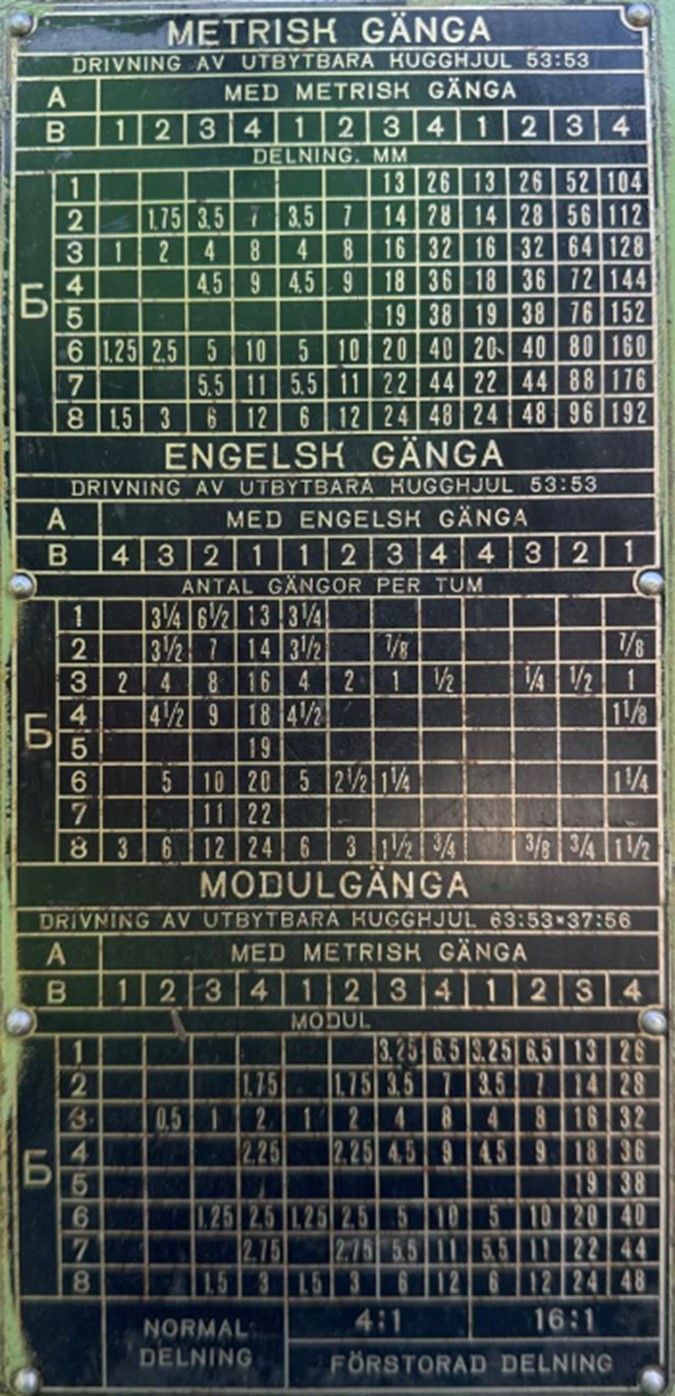 METRISK GÄNGA
DRIVNING AV UTBYTBARA KUGGHJUL 53:53
A MED METRISK GÄNGA
B 1 2 3 4 1 2 3 4 1 2 3 4
DELNING. MM
Б
1 13 26 13 26 52 104
2 1.75 3.5 7 3.5 7 14 28 14 28 56 112
3 1 2 4 8 4 8 16 32 16 32 64 128
4 4.5 9 4.5 9 18 36 18 36 72 144
5 19 38 19 38 76 152
6 1.25 2.5 5 10 5 10 20 40 20 40 80 160
7 5.5 11 5.5 11 22 44 22 44 88 176
8 1.5 3 6 12 6 12 24 48 24 48 96 192
ENGELSK GÄNGA
DRIVNING AV UTBYTBARA KUGGHJUL 53:53
A MED ENGELSK GÄNGA
B 4 3 2 1 1 2 3 4 4 3 2 1
ANTAL GÄNGOR PER TUM
Б
1 3¼ 6½ 13 3¼
2 3½ 7 14 3½ ⅞ ⅞
3 2 4 8 16 4 2 1 ½ ¼ ½ 1
4 4½ 9 18 4½ 1⅛
5 19
6 5 10 20 5 2½ 1¼ 1¼
7 11 22
8 3 6 12 24 6 3 1½ ¾ ⅜ ¾ 1½
MODULGÄNGA
DRIVNING AV UTBYTBARA KUGGHJUL 63:53*37:56
A MED METRISK GÄNGA
B 1 2 3 4 1 2 3 4 1 2 3 4
MODUL
Б
1 3.25 6.5 3.25 6.5 13 26
2 1.75 1.75 3.5 7 3.5 7 14 28
3 0.5 1 2 1 2 4 8 4 8 16 32
4 2.25 2.25 4.5 9 4.5 9 18 36
5 19 38
6 1.25 2.5 1.25 2.5 5 10 5 10 20 40
7 2.75 2.75 5.5 11 5.5 11 22 44
8 1.5 3 1.5 3 6 12 6 12 24 48
NORMAL
DELNING
4:1 16:1
FÖRSTORAD DELNING